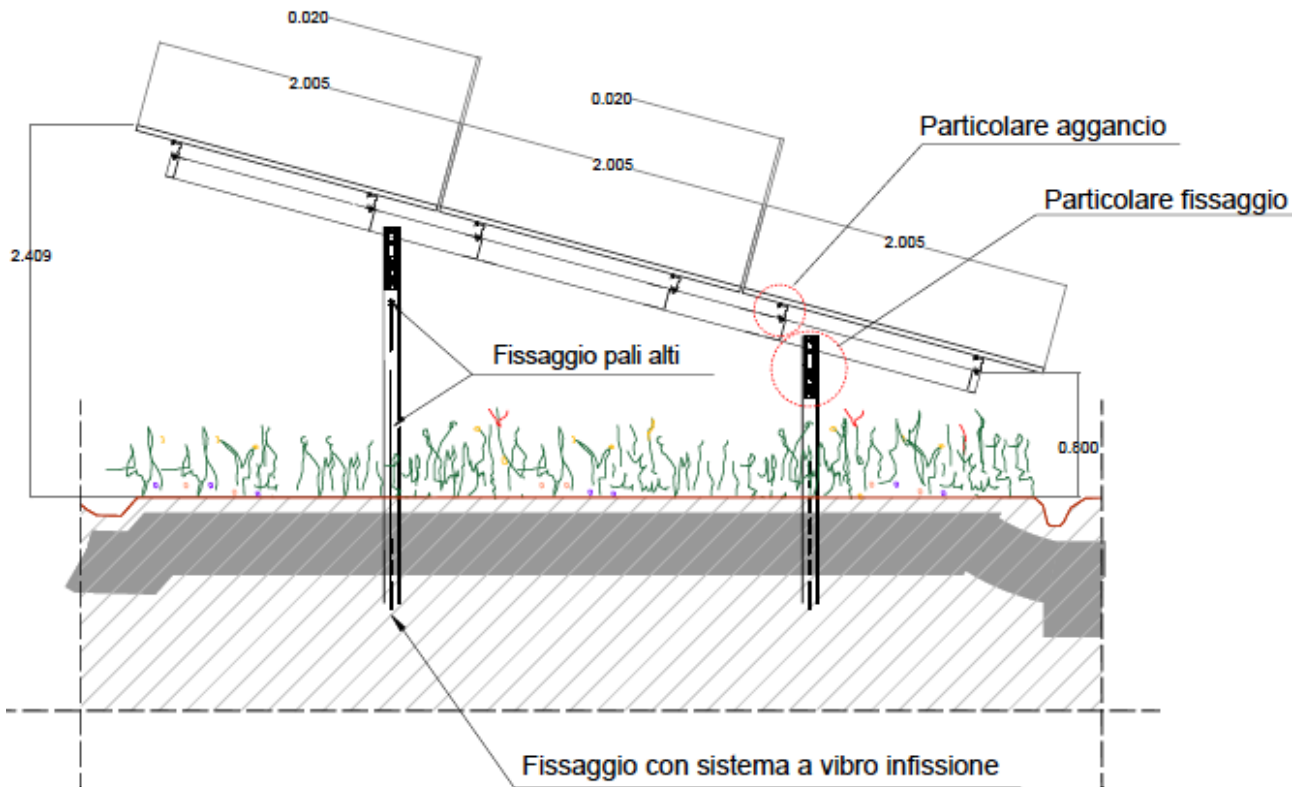 0.020
2.005
0.020
Particolare aggancio
2.005
Particolare fissaggio
2.005
2.409
Fissaggio pali alti
0.800
Fissaggio con sistema a vibro infissione